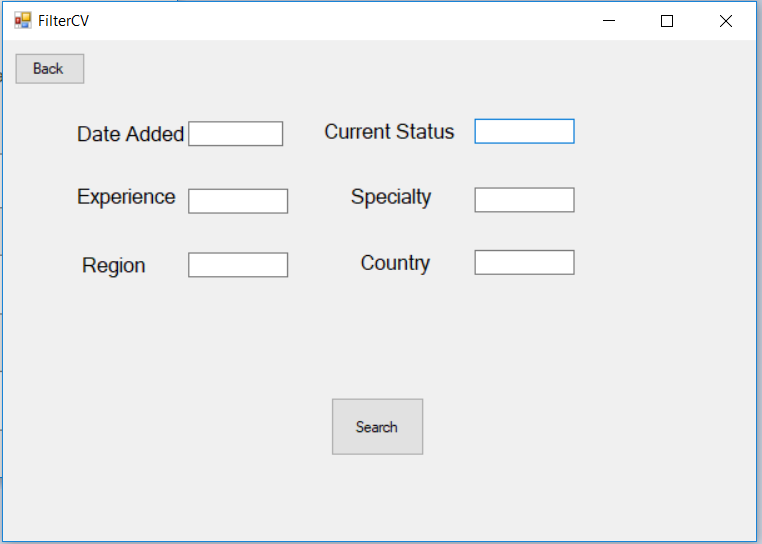 FilterCV
Back
Date Added
Current Status
Experience
Specialty
Region
Country
Search